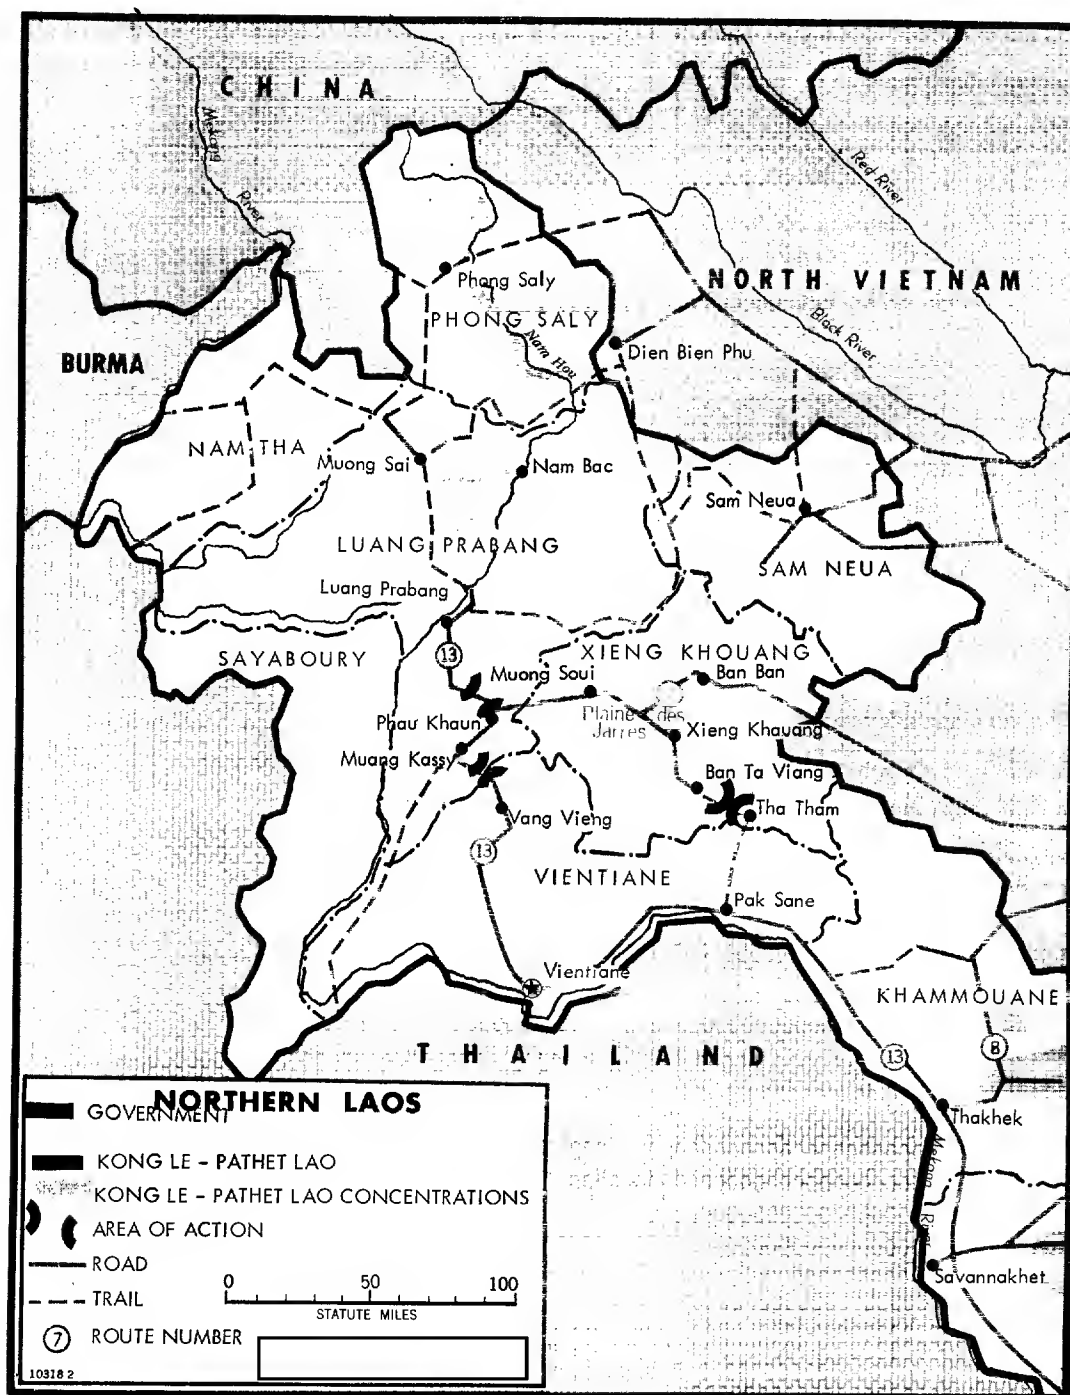 CHINA
Mekong
River
Red River
Phong Saly
NORTH VIETNAM
PHONG SALY
Nam Hou
Black River
Dien Bien Phu
BURMA
NAM THA
Muong Sai
Nam Bac
Sam Neua
LUANG PRABANG
SAM NEUA
Luang Prabang
13
SAYABOURY
XIENG KHOUANG
Muong Soui
Ban Ban
Plaine des
Jarres
Phou Khoun
Xieng Khouang
Muang Kassy
Ban Ta Viang
Tha Tham
Vang Vieng
13
VIENTIANE
Pak Sane
Vientiane
KHAMMOUANE
THAILAND
13
8
Thakhek
Mekong River
Savannakhet
NORTHERN LAOS
GOVERNMENT
KONG LE - PATHET LAO
KONG LE - PATHET LAO CONCENTRATIONS
AREA OF ACTION
ROAD
TRAIL
0 50 100
STATUTE MILES
7 ROUTE NUMBER
10318 2